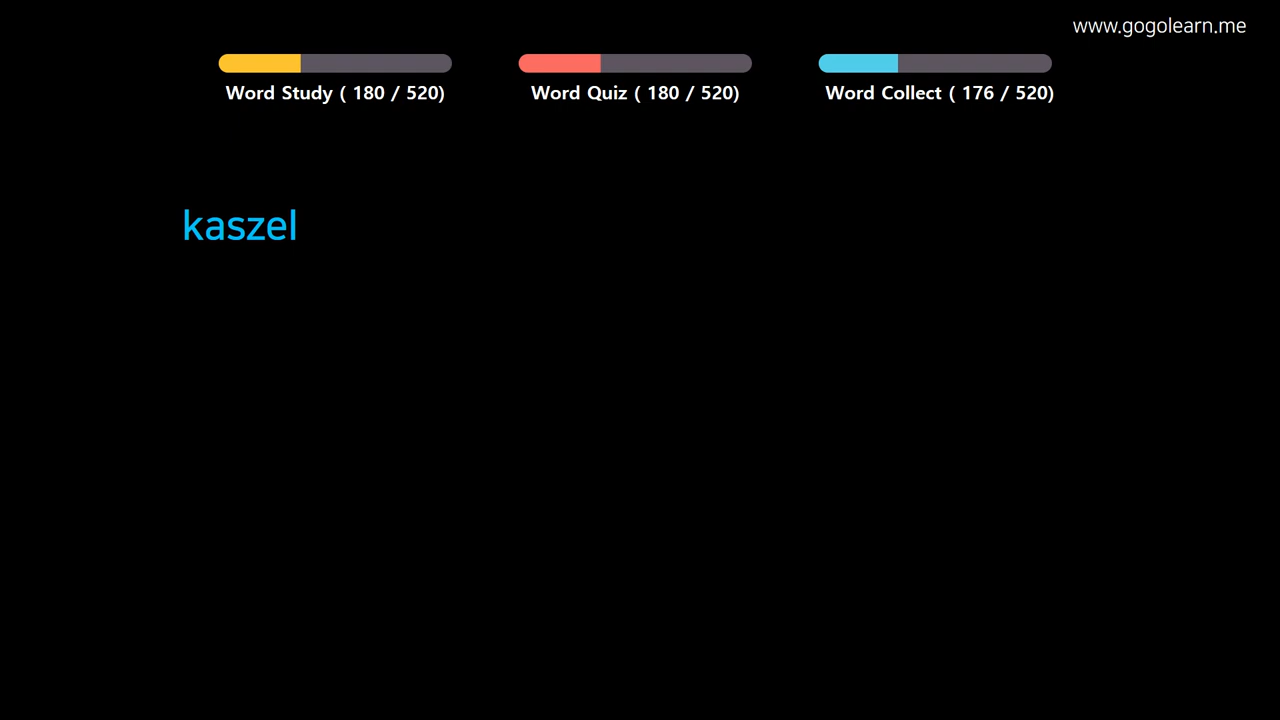 www.gogolearn.me
Word Study ( 180 / 520)
Word Quiz ( 180 / 520)
Word Collect ( 176 / 520)
kaszel